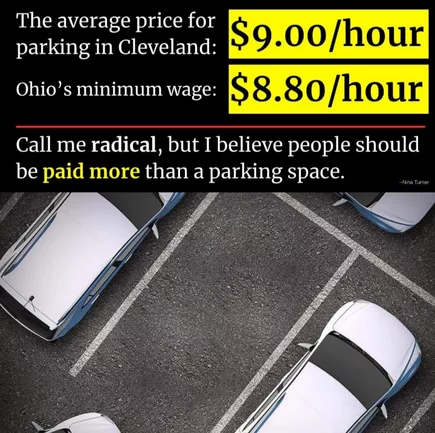 The average price for
parking in Cleveland:
$9.00/hour
Ohio's minimum wage:
$8.80/hour
Call me radical, but I believe people should
be paid more than a parking space.
–Nina Turner